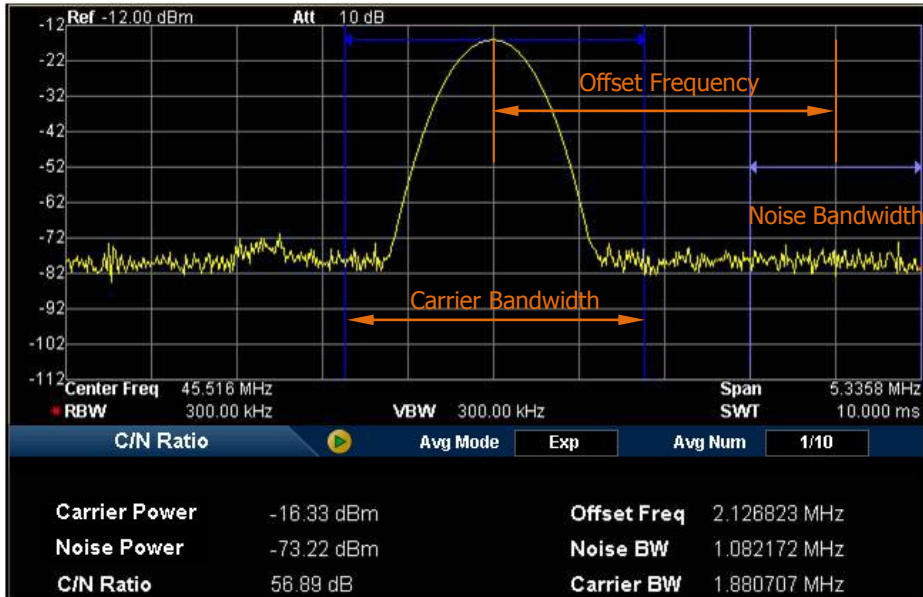 Ref -12.00 dBm Att 10 dB
-12
-22
-32
-42
-52
-62
-72
-82
-92
-102
-112
Offset Frequency
Noise Bandwidth
Carrier Bandwidth
Center Freq 45.516 MHz Span 5.3358 MHz
RBW 300.00 kHz VBW 300.00 kHz SWT 10.000 ms
C/N Ratio Avg Mode Exp Avg Num 1/10
Carrier Power -16.33 dBm Offset Freq 2.126823 MHz
Noise Power -73.22 dBm Noise BW 1.082172 MHz
C/N Ratio 56.89 dB Carrier BW 1.880707 MHz